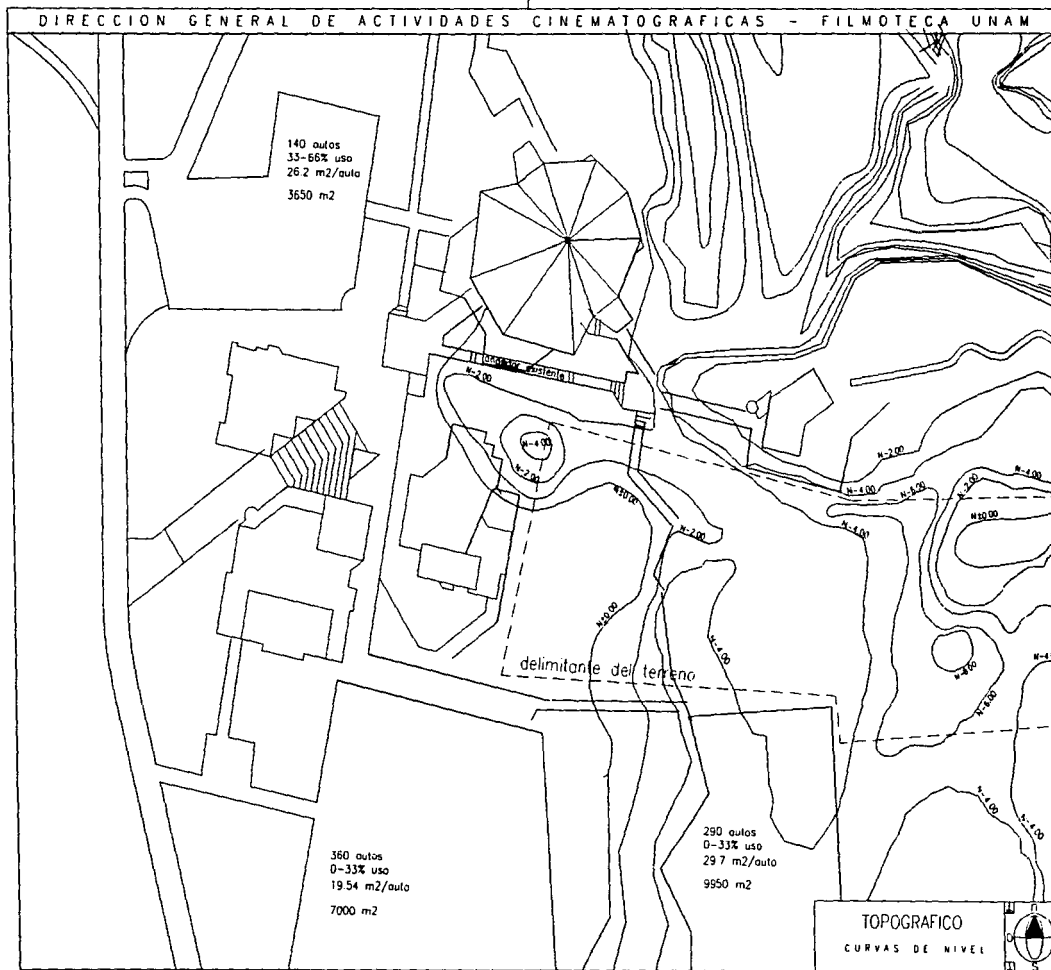 DIRECCION GENERAL DE ACTIVIDADES CINEMATOGRAFICAS - FILMOTECA UNAM
140 autos
33-66% uso
26.2 m2/auto
3650 m2
andador existente
N-2.00
N-4.00
N-2.00
N±0.00
N-2.00
N-2.00
N-4.00
N-6.00
N-2.00
N-4.00
N±0.00
N-4.00
N±0.00
N-4.00
N-6.00
N-6.00
N-4
delimitante del terreno
N-4.00
N-4.00
290 autos
0-33% uso
29.7 m2/auto
9950 m2
360 autos
0-33% uso
19.54 m2/auto
7000 m2
TOPOGRAFICO
CURVAS DE NIVEL
n
O
S